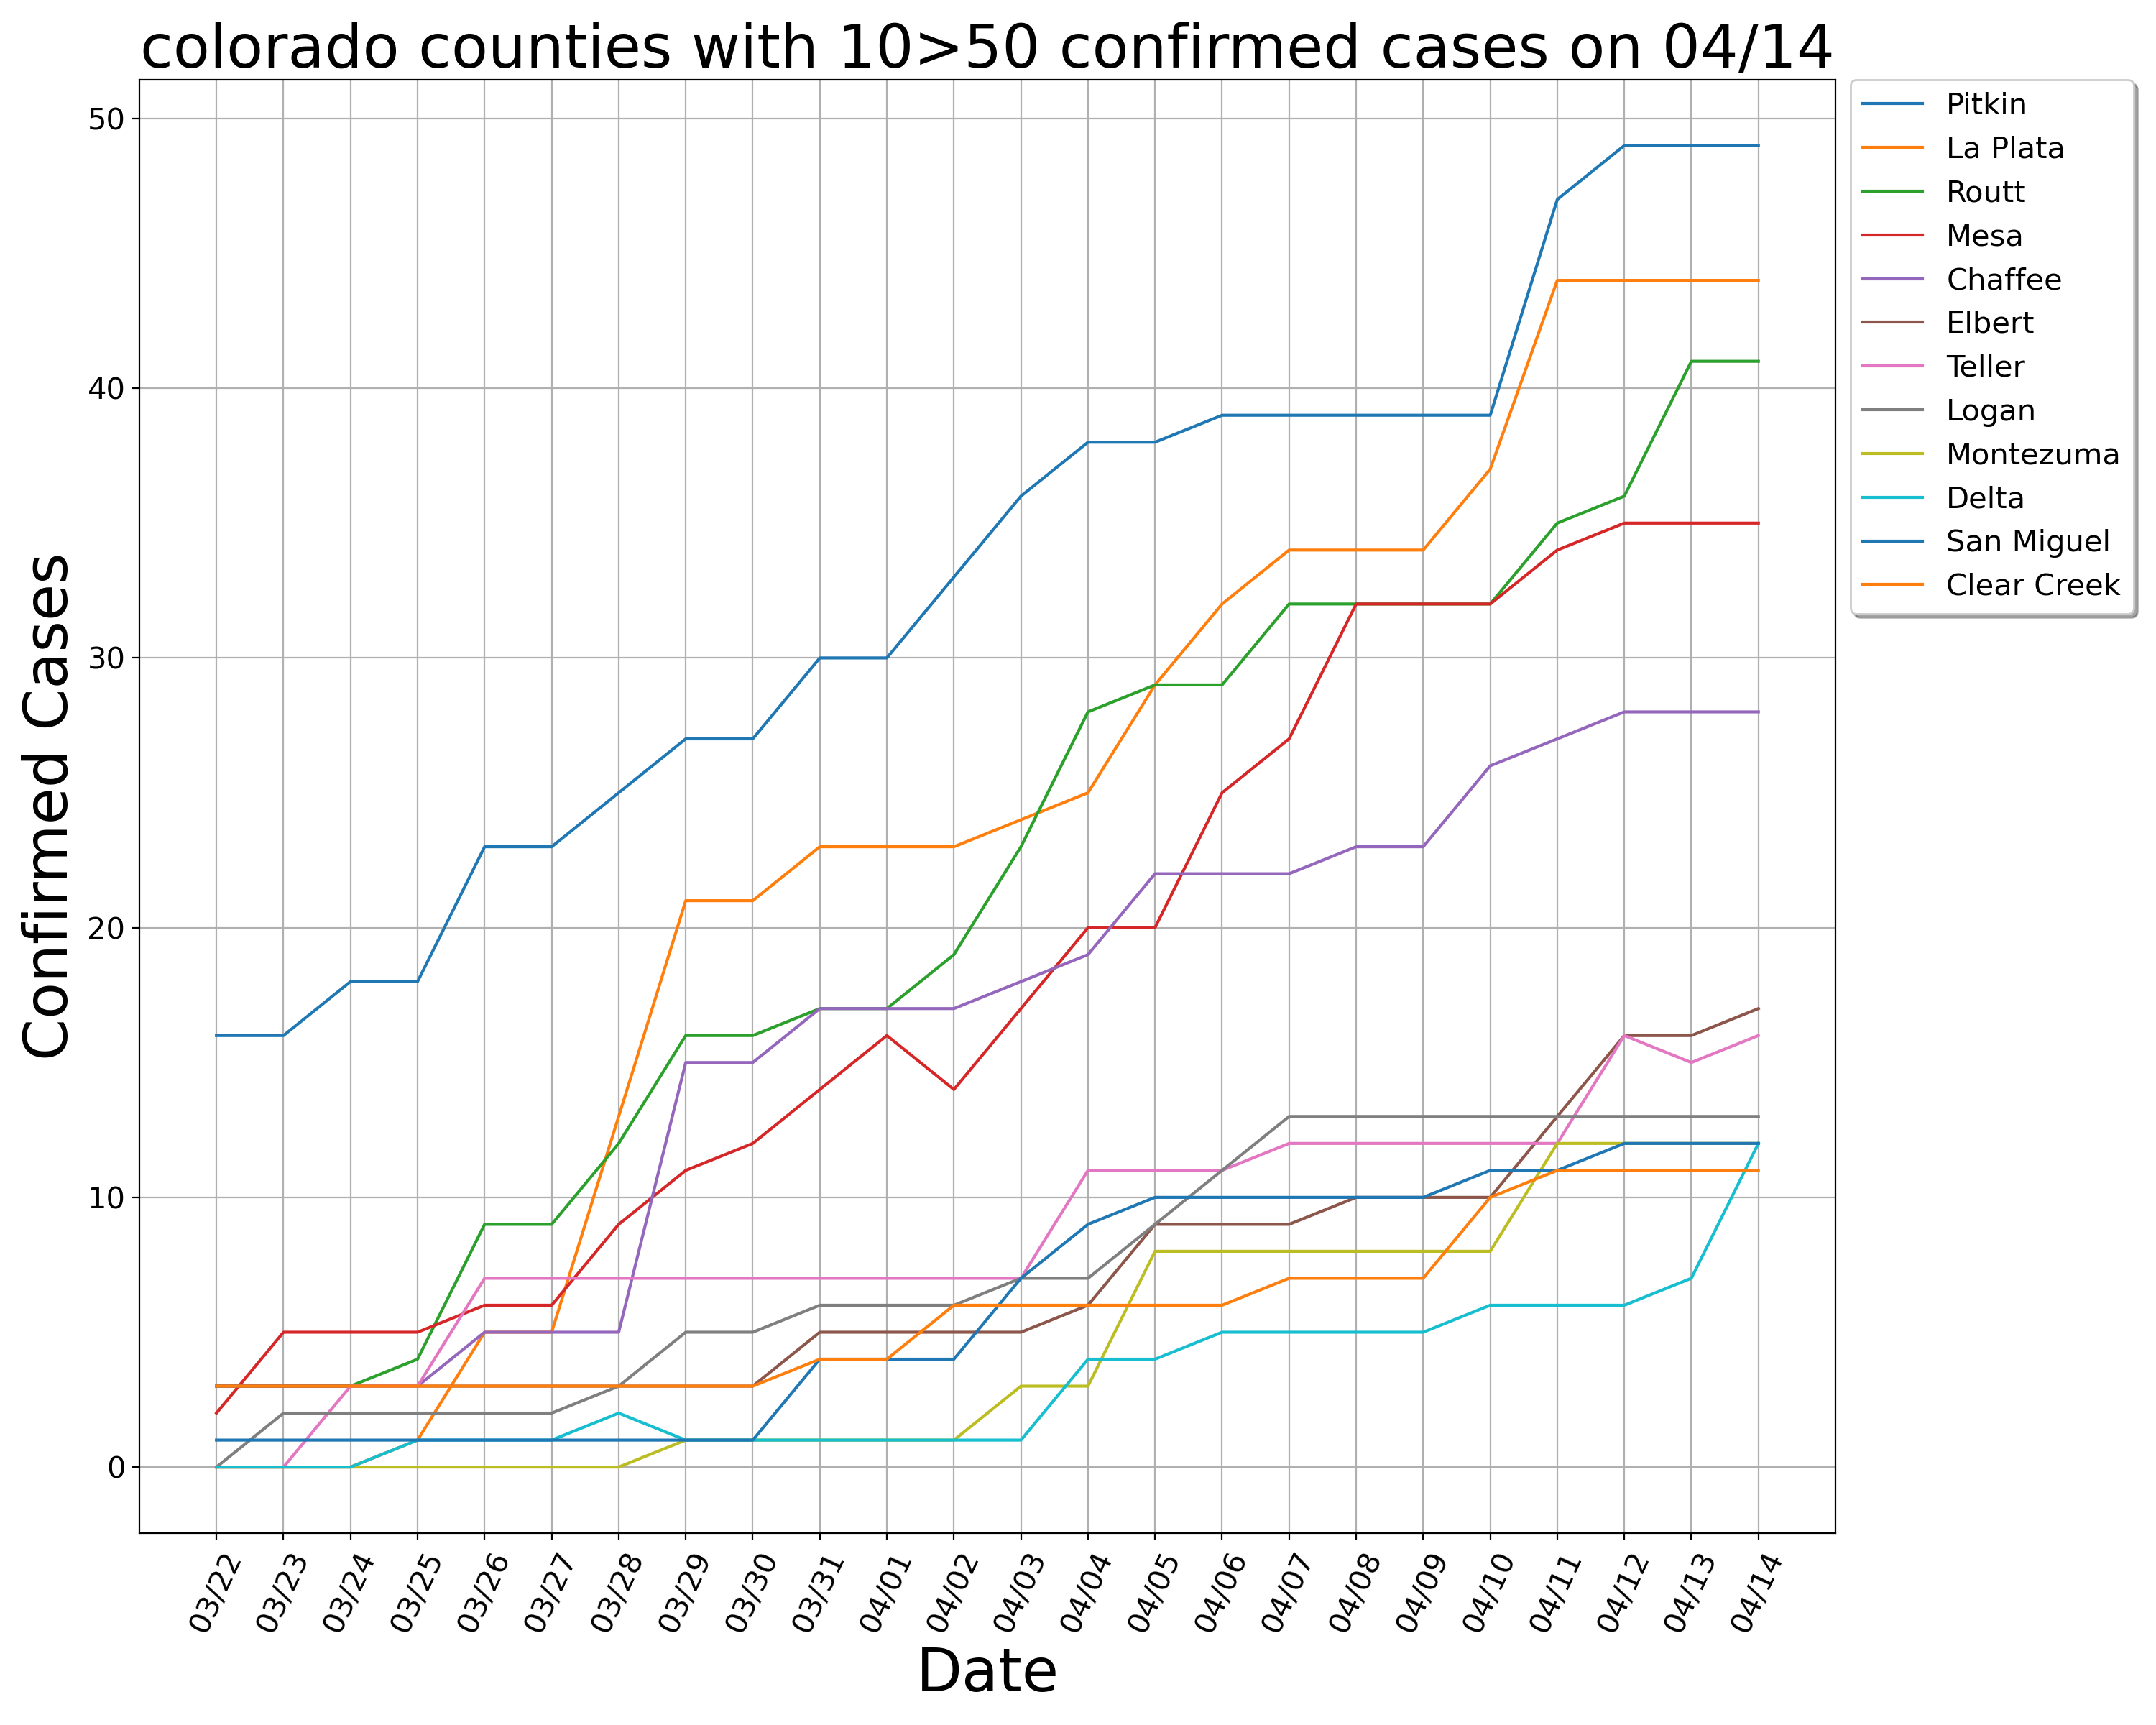 colorado counties with 10>50 confirmed cases on 04/14
Confirmed Cases
50
40
30
20
10
0
03/22
03/23
03/24
03/25
03/26
03/27
03/28
03/29
03/30
03/31
04/01
04/02
04/03
04/04
04/05
04/06
04/07
04/08
04/09
04/10
04/11
04/12
04/13
04/14
Date
Pitkin
La Plata
Routt
Mesa
Chaffee
Elbert
Teller
Logan
Montezuma
Delta
San Miguel
Clear Creek